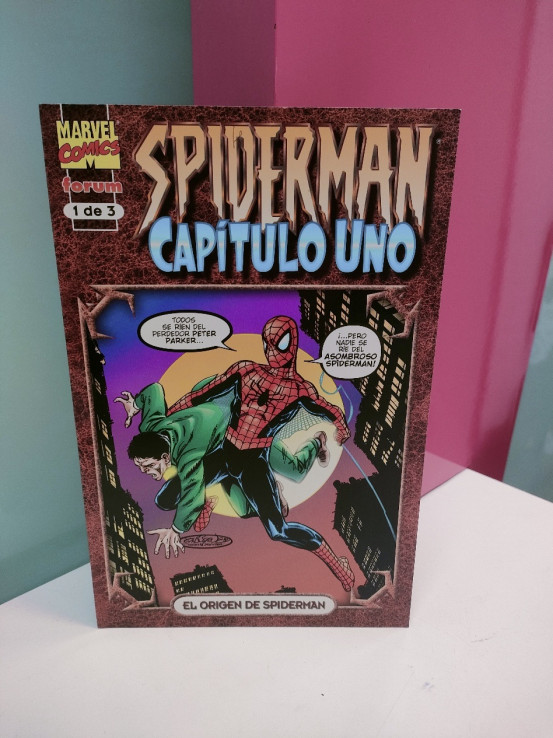 MARVEL
COMICS
forum
1 de 3
SPIDERMAN
CAPÍTULO UNO
TODOS
SE RÍEN DEL
PERDEDOR PETER
PARKER...
¡...PERO
NADIE SE
RÍE DEL
ASOMBROSO
SPIDERMAN!
EL ORIGEN DE SPIDERMAN